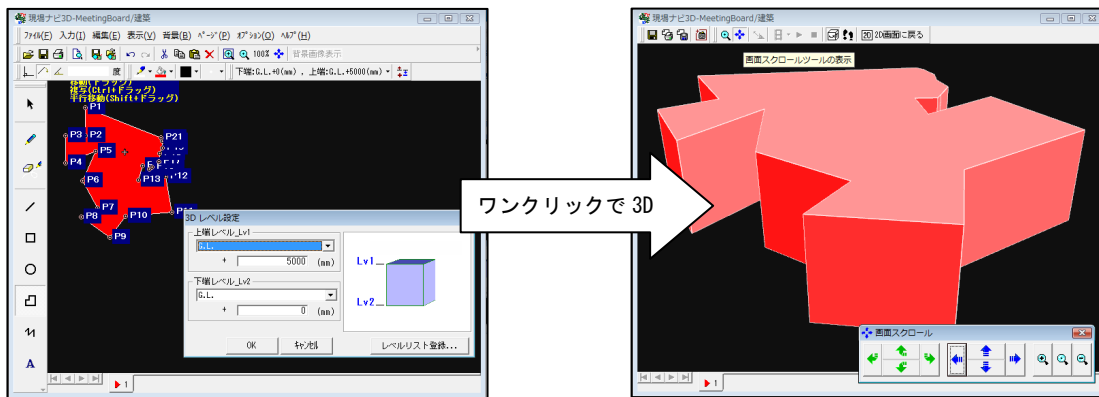 現場ナビ3D-MeetingBoard/建築
ファイル(F) 入力(I) 編集(E) 表示(V) 背景(B) ページ(P) オプション(O) ヘルプ(H)
100%
背景画像表示
度
下端:G.L.+0(mm) , 上端:G.L.+5000(mm)
移動(ドラッグ)
複写(Ctrl+ドラッグ)
平行移動(Shift+ドラッグ)
P1
P3
P2
P21
P5
P4
P6
P13
P12
P7
P8
P10
P9
A
3D レベル設定
上端レベル_Lv1
G.L.
+ 5000 (mm)
下端レベル_Lv2
G.L.
+ 0 (mm)
Lv1
Lv2
OK
キャンセル
レベルリスト登録...
1
ワンクリックで 3D
現場ナビ3D-MeetingBoard/建築
2D 2D画面に戻る
画面スクロールツールの表示
画面スクロール
1